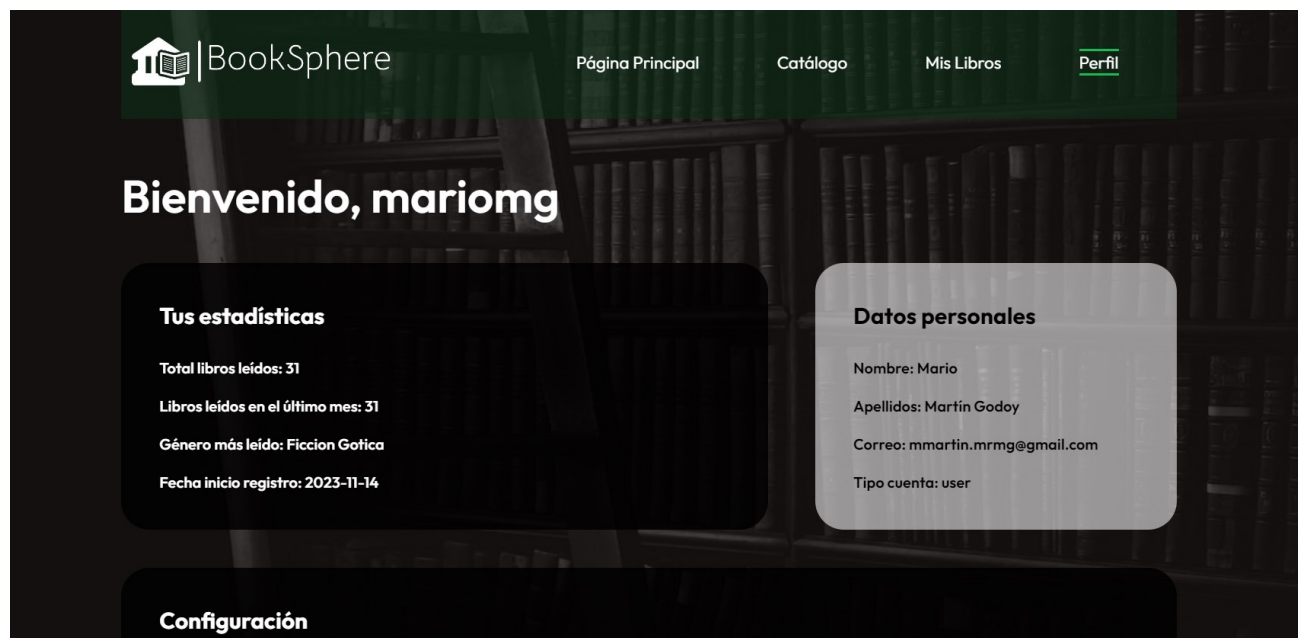 BookSphere
Página Principal
Catálogo
Mis Libros
Perfil
Bienvenido, mariomg
Tus estadísticas
Total libros leídos: 31
Libros leídos en el último mes: 31
Género más leído: Ficcion Gotica
Fecha inicio registro: 2023-11-14
Datos personales
Nombre: Mario
Apellidos: Martín Godoy
Correo: mmartin.mrmg@gmail.com
Tipo cuenta: user
Configuración